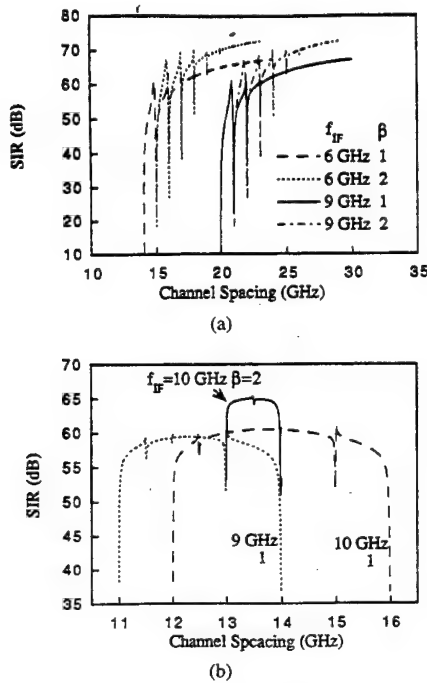 80
70
60
50
40
30
20
10
SIR (dB)
f_IF β
6 GHz 1
6 GHz 2
9 GHz 1
9 GHz 2
10 15 20 25 30 35
Channel Spacing (GHz)
(a)
70
65
60
55
50
45
40
35
SIR (dB)
f_IF=10 GHz β=2
9 GHz
1
10 GHz
1
11 12 13 14 15 16
Channel Spcacing (GHz)
(b)